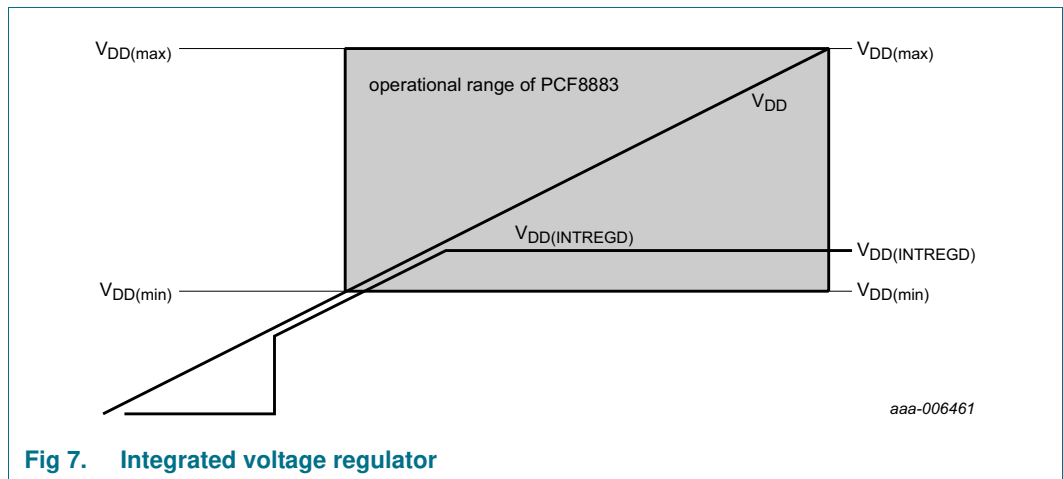 VDD(max)
VDD(max)
operational range of PCF8883
VDD
VDD(INTREGD)
VDD(INTREGD)
VDD(min)
VDD(min)
aaa-006461
Fig 7. Integrated voltage regulator